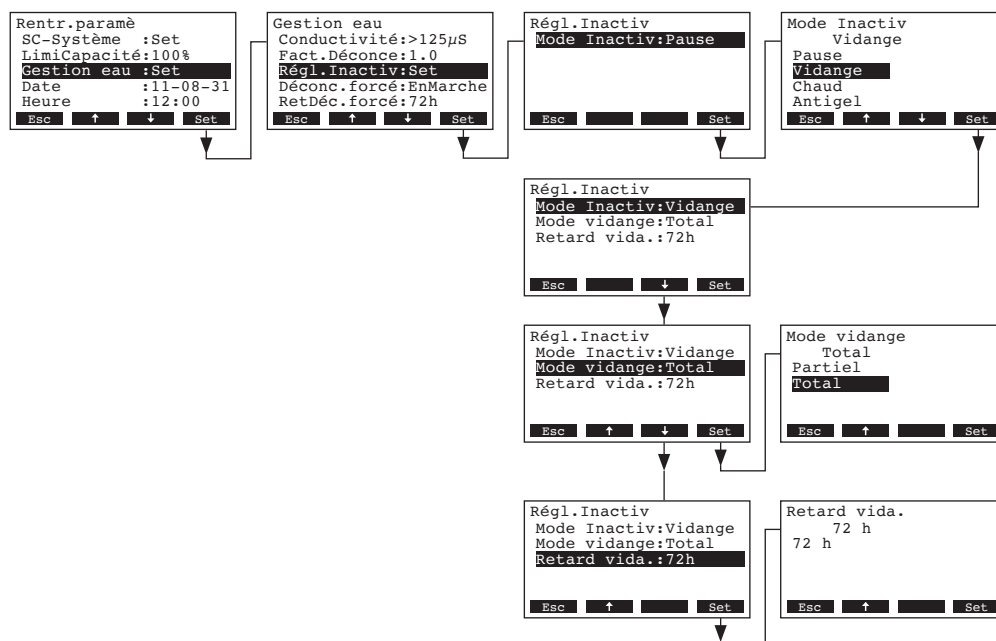 Rentr.paramè
SC-Système :Set
LimiCapacité:100%
Gestion eau :Set
Date :11-08-31
Heure :12:00
Esc ↑ ↓ Set
Gestion eau
Conductivité:>125µS
Fact.Déconce:1.0
Régl.Inactiv:Set
Déconc.forcé:EnMarche
RetDéc.forcé:72h
Esc ↑ ↓ Set
Régl.Inactiv
Mode Inactiv:Pause
Esc Set
Mode Inactiv
Vidange
Pause
Vidange
Chaud
Antigel
Esc ↑ ↓ Set
Régl.Inactiv
Mode Inactiv:Vidange
Mode vidange:Total
Retard vida.:72h
Esc ↓ Set
Régl.Inactiv
Mode Inactiv:Vidange
Mode vidange:Total
Retard vida.:72h
Esc ↑ ↓ Set
Mode vidange
Total
Partiel
Total
Esc ↑ Set
Régl.Inactiv
Mode Inactiv:Vidange
Mode vidange:Total
Retard vida.:72h
Esc ↑ Set
Retard vida.
72 h
72 h
Esc ↑ Set